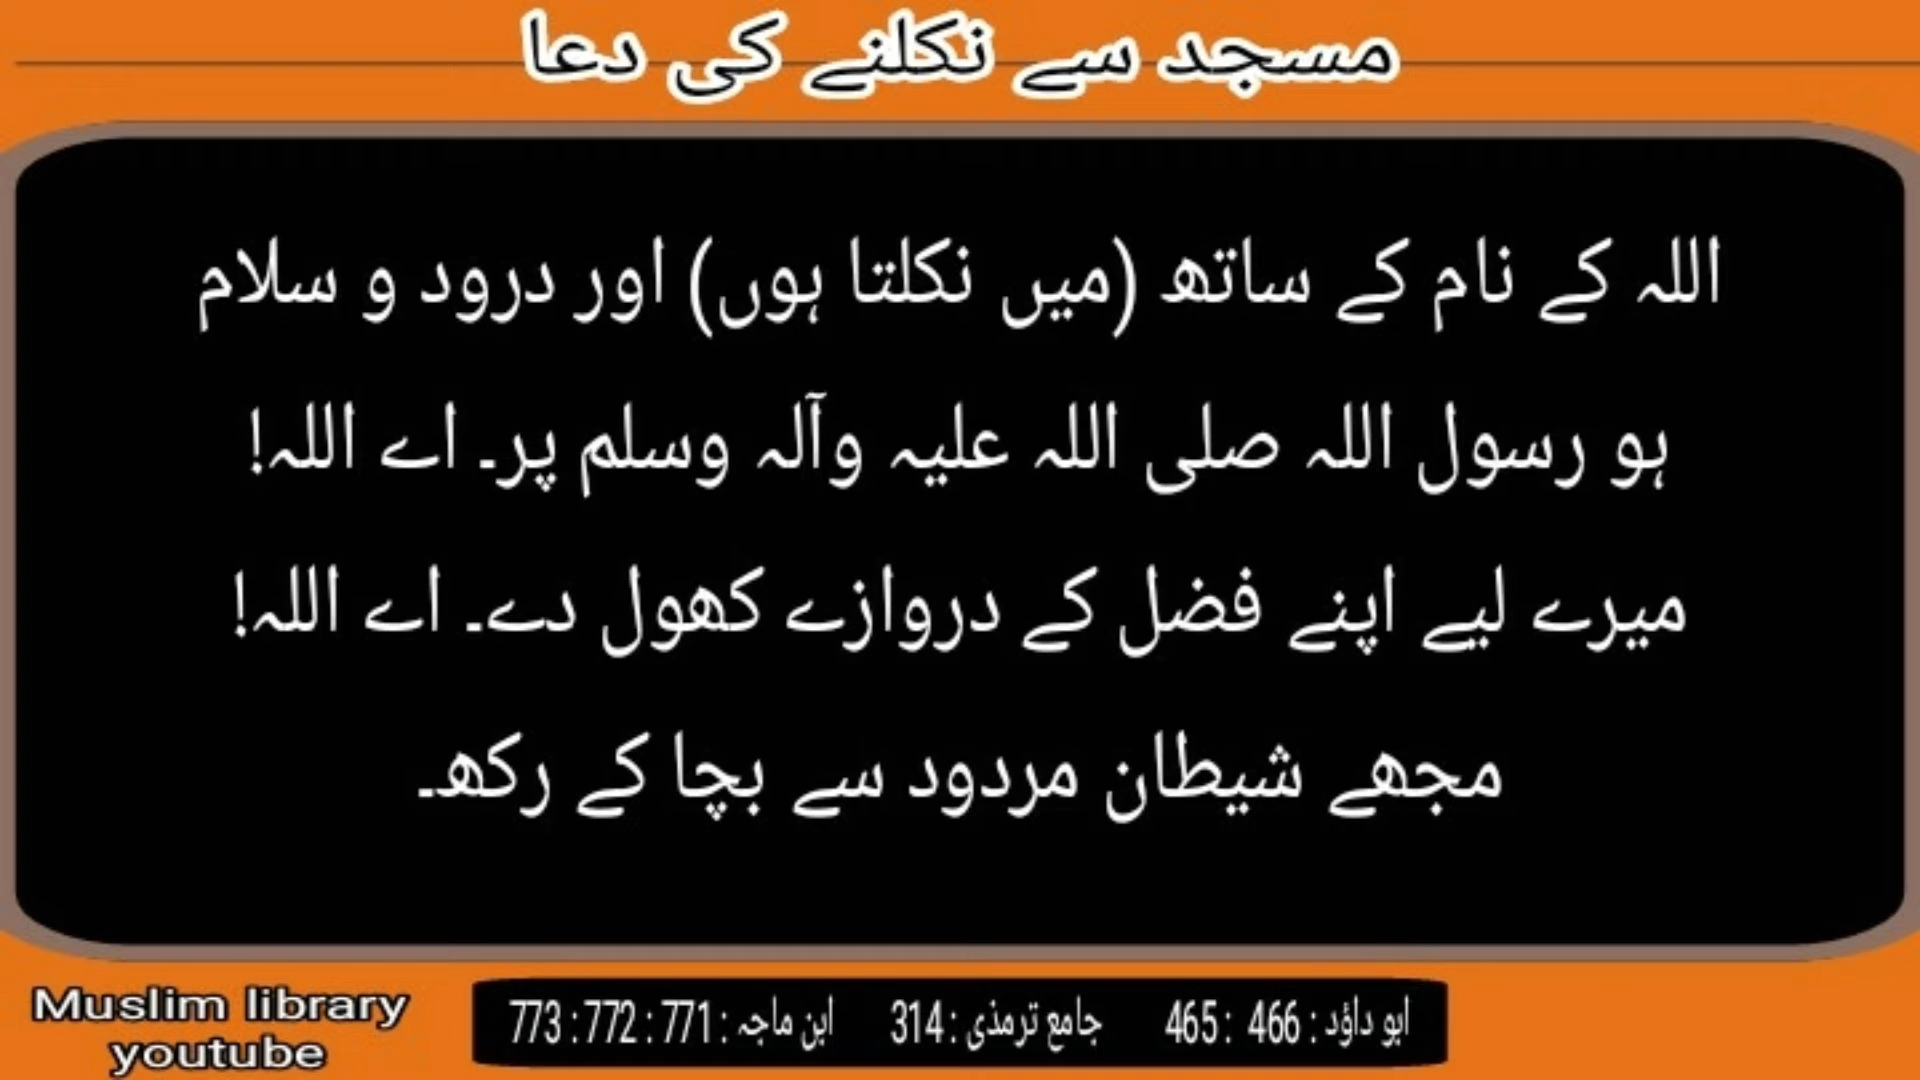 مسجد سے نکلنے کی دعا
اللہ کے نام کے ساتھ (میں نکلتا ہوں) اور درود و سلام
ہو رسول اللہ صلی اللہ علیہ وآلہ وسلم پر۔ اے اللہ!
میرے لیے اپنے فضل کے دروازے کھول دے۔ اے اللہ!
مجھے شیطان مردود سے بچا کے رکھ۔
ابو داؤد : 466 : 465 جامع ترمذی : 314 ابن ماجہ : 771 : 772 : 773
Muslim library
youtube